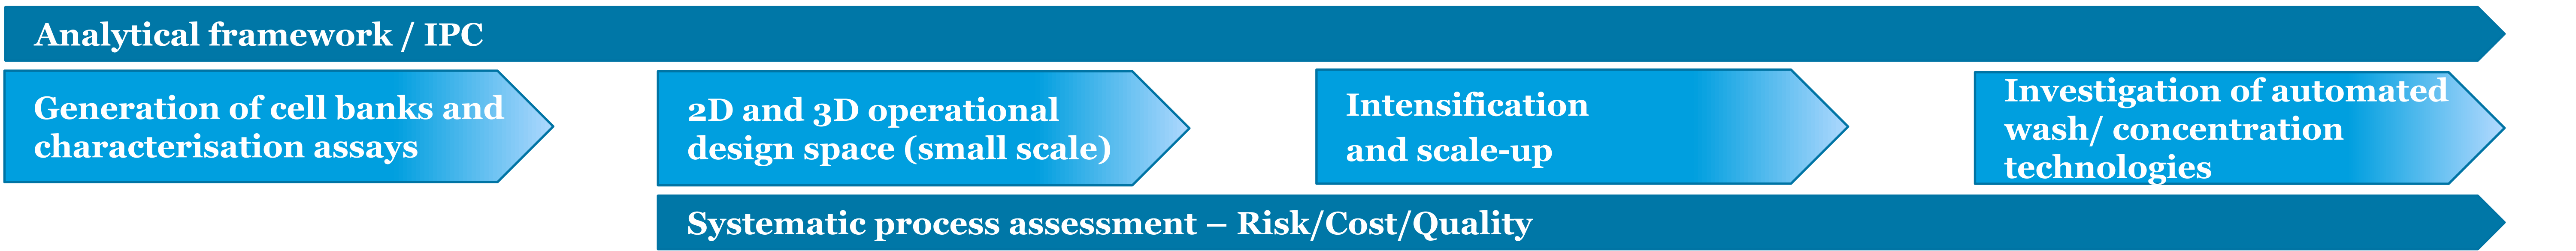 Analytical framework / IPC
Generation of cell banks and
characterisation assays
2D and 3D operational
design space (small scale)
Intensification
and scale-up
Investigation of automated
wash/ concentration
technologies
Systematic process assessment – Risk/Cost/Quality